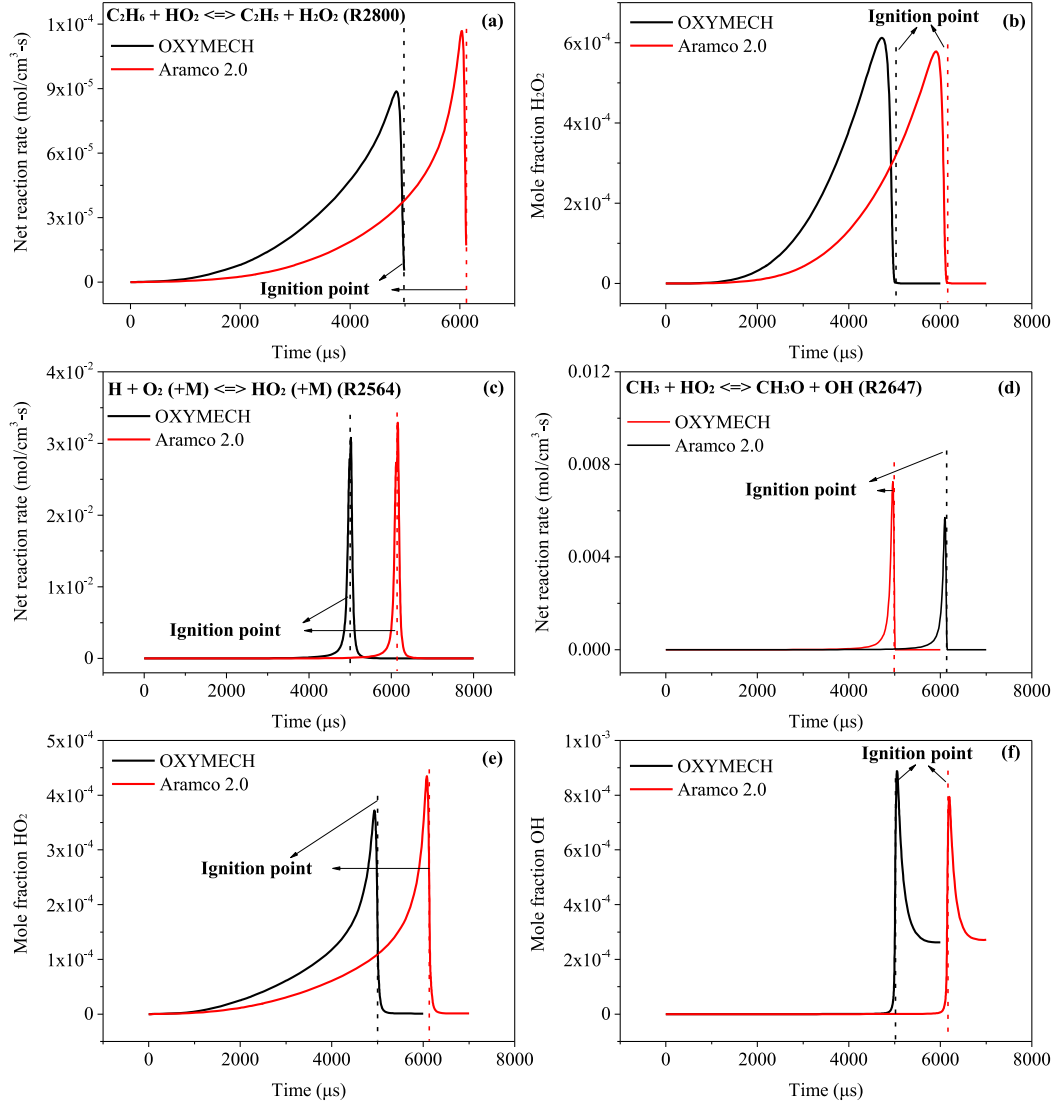 C₂H₆ + HO₂ <=> C₂H₅ + H₂O₂ (R2800)
(a)
OXYMECH
Aramco 2.0
Net reaction rate (mol/cm³-s)
9x10⁻⁵
6x10⁻⁵
3x10⁻⁵
0
Ignition point
0 2000 4000 6000
Time (μs)
Ignition point
(b)
OXYMECH
Aramco 2.0
Mole fraction H₂O₂
6x10⁻⁴
4x10⁻⁴
2x10⁻⁴
0
0 2000 4000 6000 8000
Time (μs)
4x10⁻²
H + O₂ (+M) <=> HO₂ (+M) (R2564)
(c)
OXYMECH
Aramco 2.0
Net reaction rate (mol/cm³-s)
3x10⁻²
2x10⁻²
1x10⁻²
0
Ignition point
0 2000 4000 6000 8000
Time (μs)
0.012
CH₃ + HO₂ <=> CH₃O + OH (R2647)
(d)
OXYMECH
Aramco 2.0
Net reaction rate (mol/cm³-s)
0.008
0.004
0.000
Ignition point
0 2000 4000 6000 8000
Time (μs)
5x10⁻⁴
OXYMECH
(e)
Aramco 2.0
Mole fraction HO₂
4x10⁻⁴
3x10⁻⁴
2x10⁻⁴
1x10⁻⁴
0
Ignition point
0 2000 4000 6000 8000
Time (μs)
1x10⁻³
Ignition point
(f)
OXYMECH
Aramco 2.0
Mole fraction OH
8x10⁻⁴
6x10⁻⁴
4x10⁻⁴
2x10⁻⁴
0
0 2000 4000 6000 8000
Time (μs)